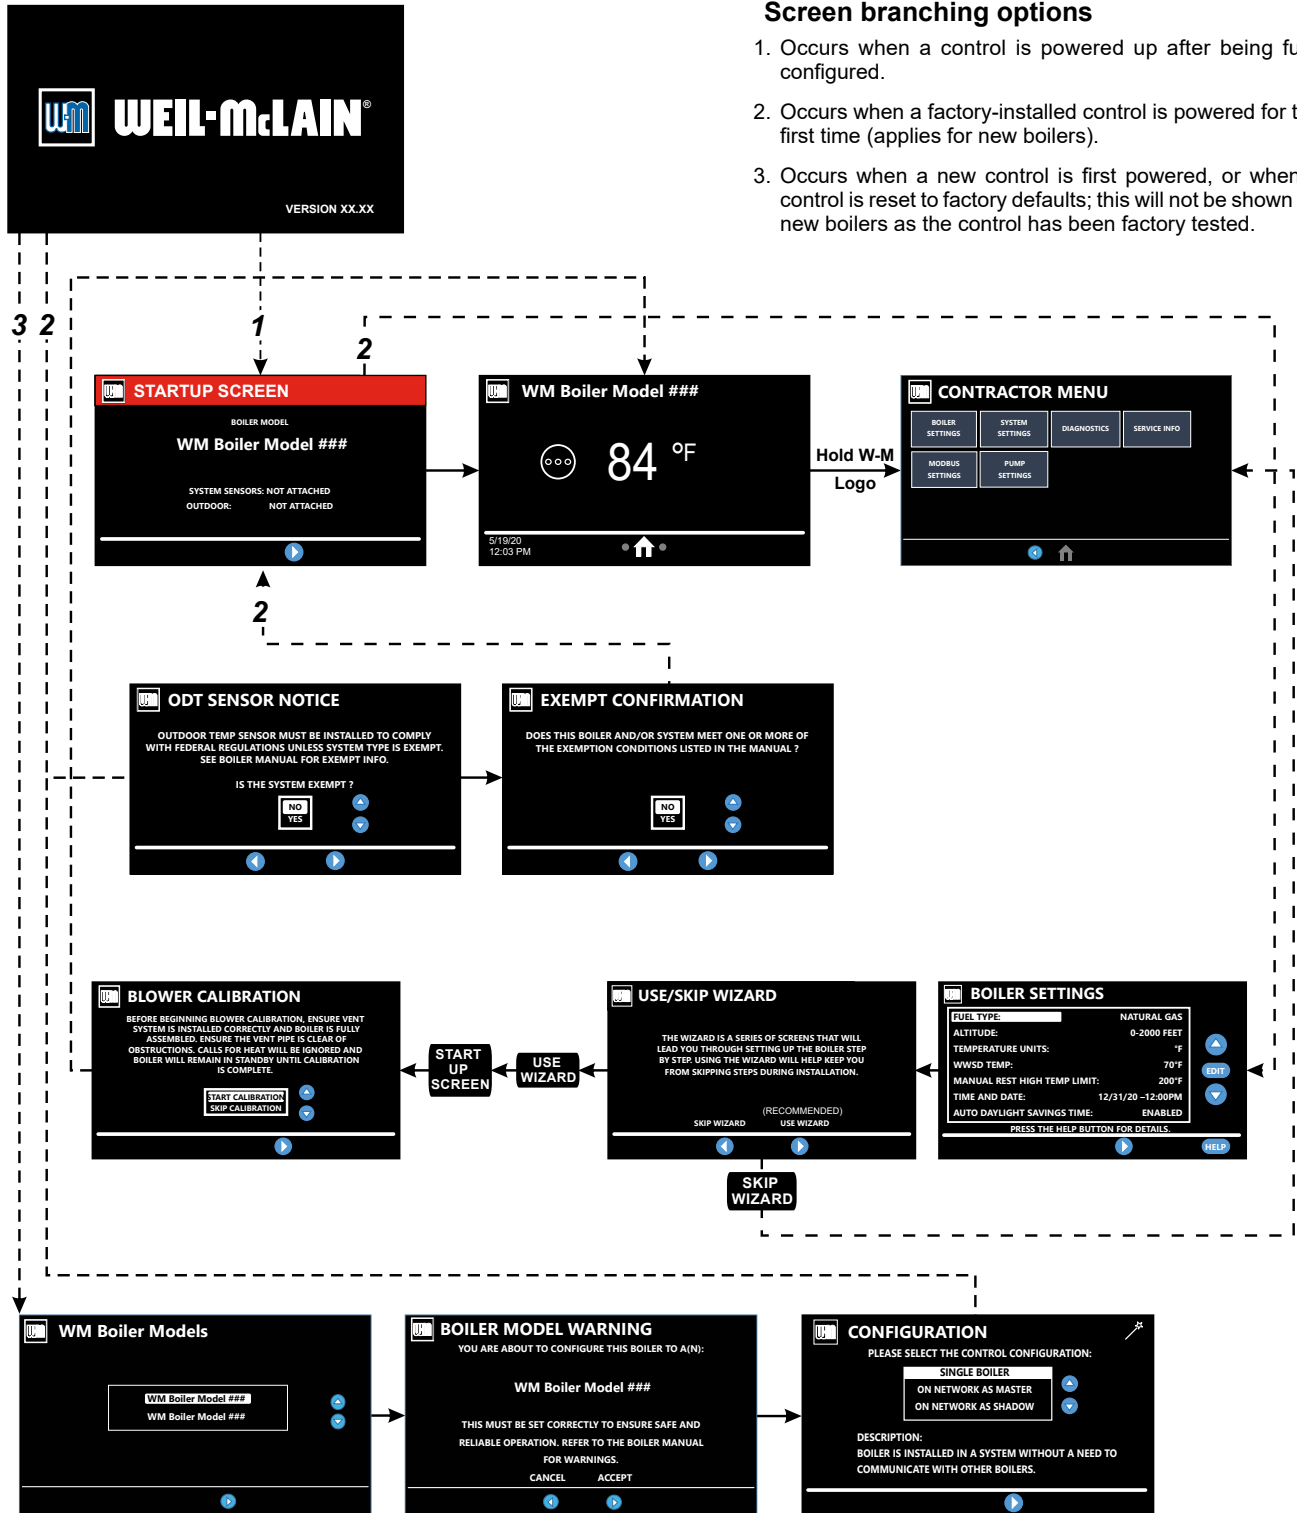 Screen branching options
1. Occurs when a control is powered up after being
configured.
2. Occurs when a factory-installed control is powered for
first time (applies for new boilers).
3. Occurs when a new control is first powered, or when
control is reset to factory defaults; this will not be shown
new boilers as the control has been factory tested.
WM WEIL-McLAIN®
VERSION XX.XX
3
2
1
2
WM STARTUP SCREEN
BOILER MODEL
WM Boiler Model ###
SYSTEM SENSORS: NOT ATTACHED
OUTDOOR: NOT ATTACHED
WM WM Boiler Model ###
84 °F
5/19/20
12:03 PM
Hold W-M
Logo
WM CONTRACTOR MENU
BOILER SETTINGS
SYSTEM SETTINGS
DIAGNOSTICS
SERVICE INFO
MODBUS SETTINGS
PUMP SETTINGS
2
WM ODT SENSOR NOTICE
OUTDOOR TEMP SENSOR MUST BE INSTALLED TO COMPLY
WITH FEDERAL REGULATIONS UNLESS SYSTEM TYPE IS EXEMPT.
SEE BOILER MANUAL FOR EXEMPT INFO.
IS THE SYSTEM EXEMPT ?
NO
YES
WM EXEMPT CONFIRMATION
DOES THIS BOILER AND/OR SYSTEM MEET ONE OR MORE OF
THE EXEMPTION CONDITIONS LISTED IN THE MANUAL ?
NO
YES
WM BLOWER CALIBRATION
BEFORE BEGINNING BLOWER CALIBRATION, ENSURE VENT
SYSTEM IS INSTALLED CORRECTLY AND BOILER IS FULLY
ASSEMBLED. ENSURE THE VENT PIPE IS CLEAR OF
OBSTRUCTIONS. CALLS FOR HEAT WILL BE IGNORED AND
BOILER WILL REMAIN IN STANDBY UNTIL CALIBRATION
IS COMPLETE.
START CALIBRATION
SKIP CALIBRATION
START
UP
SCREEN
USE
WIZARD
WM USE/SKIP WIZARD
THE WIZARD IS A SERIES OF SCREENS THAT WILL
LEAD YOU THROUGH SETTING UP THE BOILER STEP
BY STEP. USING THE WIZARD WILL HELP KEEP YOU
FROM SKIPPING STEPS DURING INSTALLATION.
(RECOMMENDED)
SKIP WIZARD USE WIZARD
SKIP
WIZARD
WM BOILER SETTINGS
FUEL TYPE: NATURAL GAS
ALTITUDE: 0-2000 FEET
TEMPERATURE UNITS: °F
WWSD TEMP: 70°F
MANUAL REST HIGH TEMP LIMIT: 200°F
TIME AND DATE: 12/31/20 –12:00PM
AUTO DAYLIGHT SAVINGS TIME: ENABLED
PRESS THE HELP BUTTON FOR DETAILS.
EDIT
HELP
WM WM Boiler Models
WM Boiler Model ###
WM Boiler Model ###
WM BOILER MODEL WARNING
YOU ARE ABOUT TO CONFIGURE THIS BOILER TO A(N):
WM Boiler Model ###
THIS MUST BE SET CORRECTLY TO ENSURE SAFE AND
RELIABLE OPERATION. REFER TO THE BOILER MANUAL
FOR WARNINGS.
CANCEL ACCEPT
WM CONFIGURATION
PLEASE SELECT THE CONTROL CONFIGURATION:
SINGLE BOILER
ON NETWORK AS MASTER
ON NETWORK AS SHADOW
DESCRIPTION:
BOILER IS INSTALLED IN A SYSTEM WITHOUT A NEED TO
COMMUNICATE WITH OTHER BOILERS.